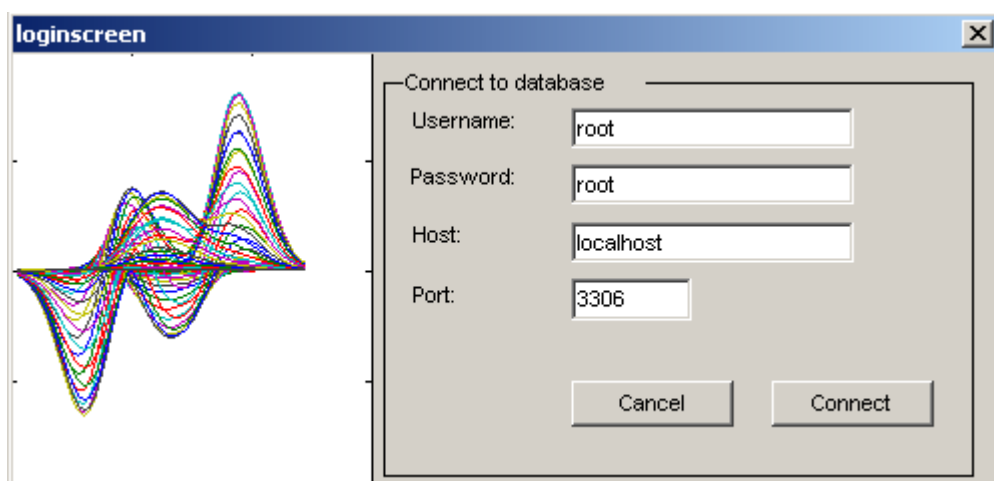 loginscreen
Connect to database
Username: root
Password: root
Host: localhost
Port: 3306
Cancel Connect